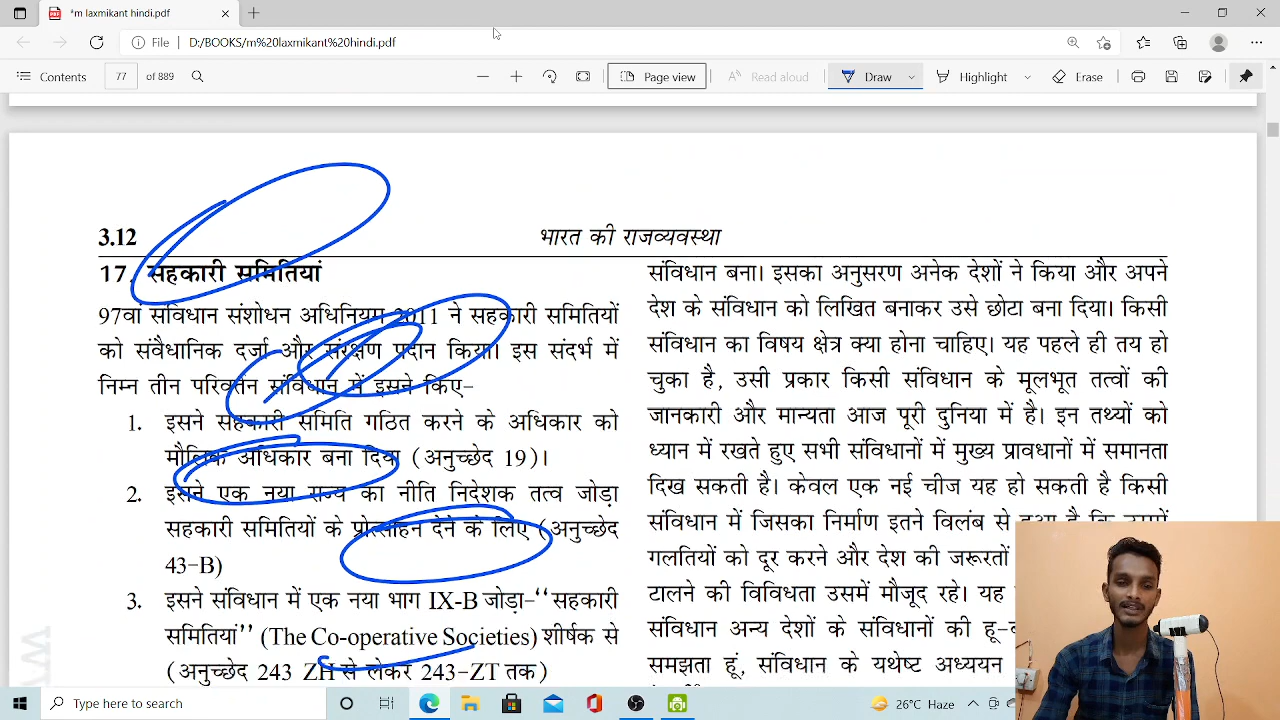 *m laxmikant hindi.pdf
File D:/BOOKS/m%20laxmikant%20hindi.pdf
Contents 77 of 889 Page view Read aloud Draw Highlight Erase
3.12 भारत की राजव्यवस्था
17. सहकारी समितियां
97वां संविधान संशोधन अधिनियम 2011 ने सहकारी समितियों
को संवैधानिक दर्जा और संरक्षण प्रदान किया। इस संदर्भ में
निम्न तीन परिवर्तन संविधान में इसने किए-
1. इसने सहकारी समिति गठित करने के अधिकार को
मौलिक अधिकार बना दिया (अनुच्छेद 19)।
2. इसने एक नया राज्य का नीति निदेशक तत्व जोड़ा
सहकारी समितियों के प्रोत्साहन देने के लिए (अनुच्छेद
43-B)
3. इसने संविधान में एक नया भाग IX-B जोड़ा-“सहकारी
समितियां” (The Co-operative Societies) शीर्षक से
(अनुच्छेद 243 ZH से लेकर 243-ZT तक)
संविधान बना। इसका अनुसरण अनेक देशों ने किया और अपने
देश के संविधान को लिखित बनाकर उसे छोटा बना दिया। किसी
संविधान का विषय क्षेत्र क्या होना चाहिए। यह पहले ही तय हो
चुका है, उसी प्रकार किसी संविधान के मूलभूत तत्वों की
जानकारी और मान्यता आज पूरी दुनिया में है। इन तथ्यों को
ध्यान में रखते हुए सभी संविधानों में मुख्य प्रावधानों में समानता
दिख सकती है। केवल एक नई चीज यह हो सकती है किसी
संविधान में जिसका निर्माण इतने विलंब से हुआ है कि
गलतियों को दूर करने और देश की जरूरतों
टालने की विविधता उसमें मौजूद रहे। यह
संविधान अन्य देशों के संविधानों की
समझता हूं, संविधान के यथेष्ट अध्ययन
Type here to search
26°C Haze